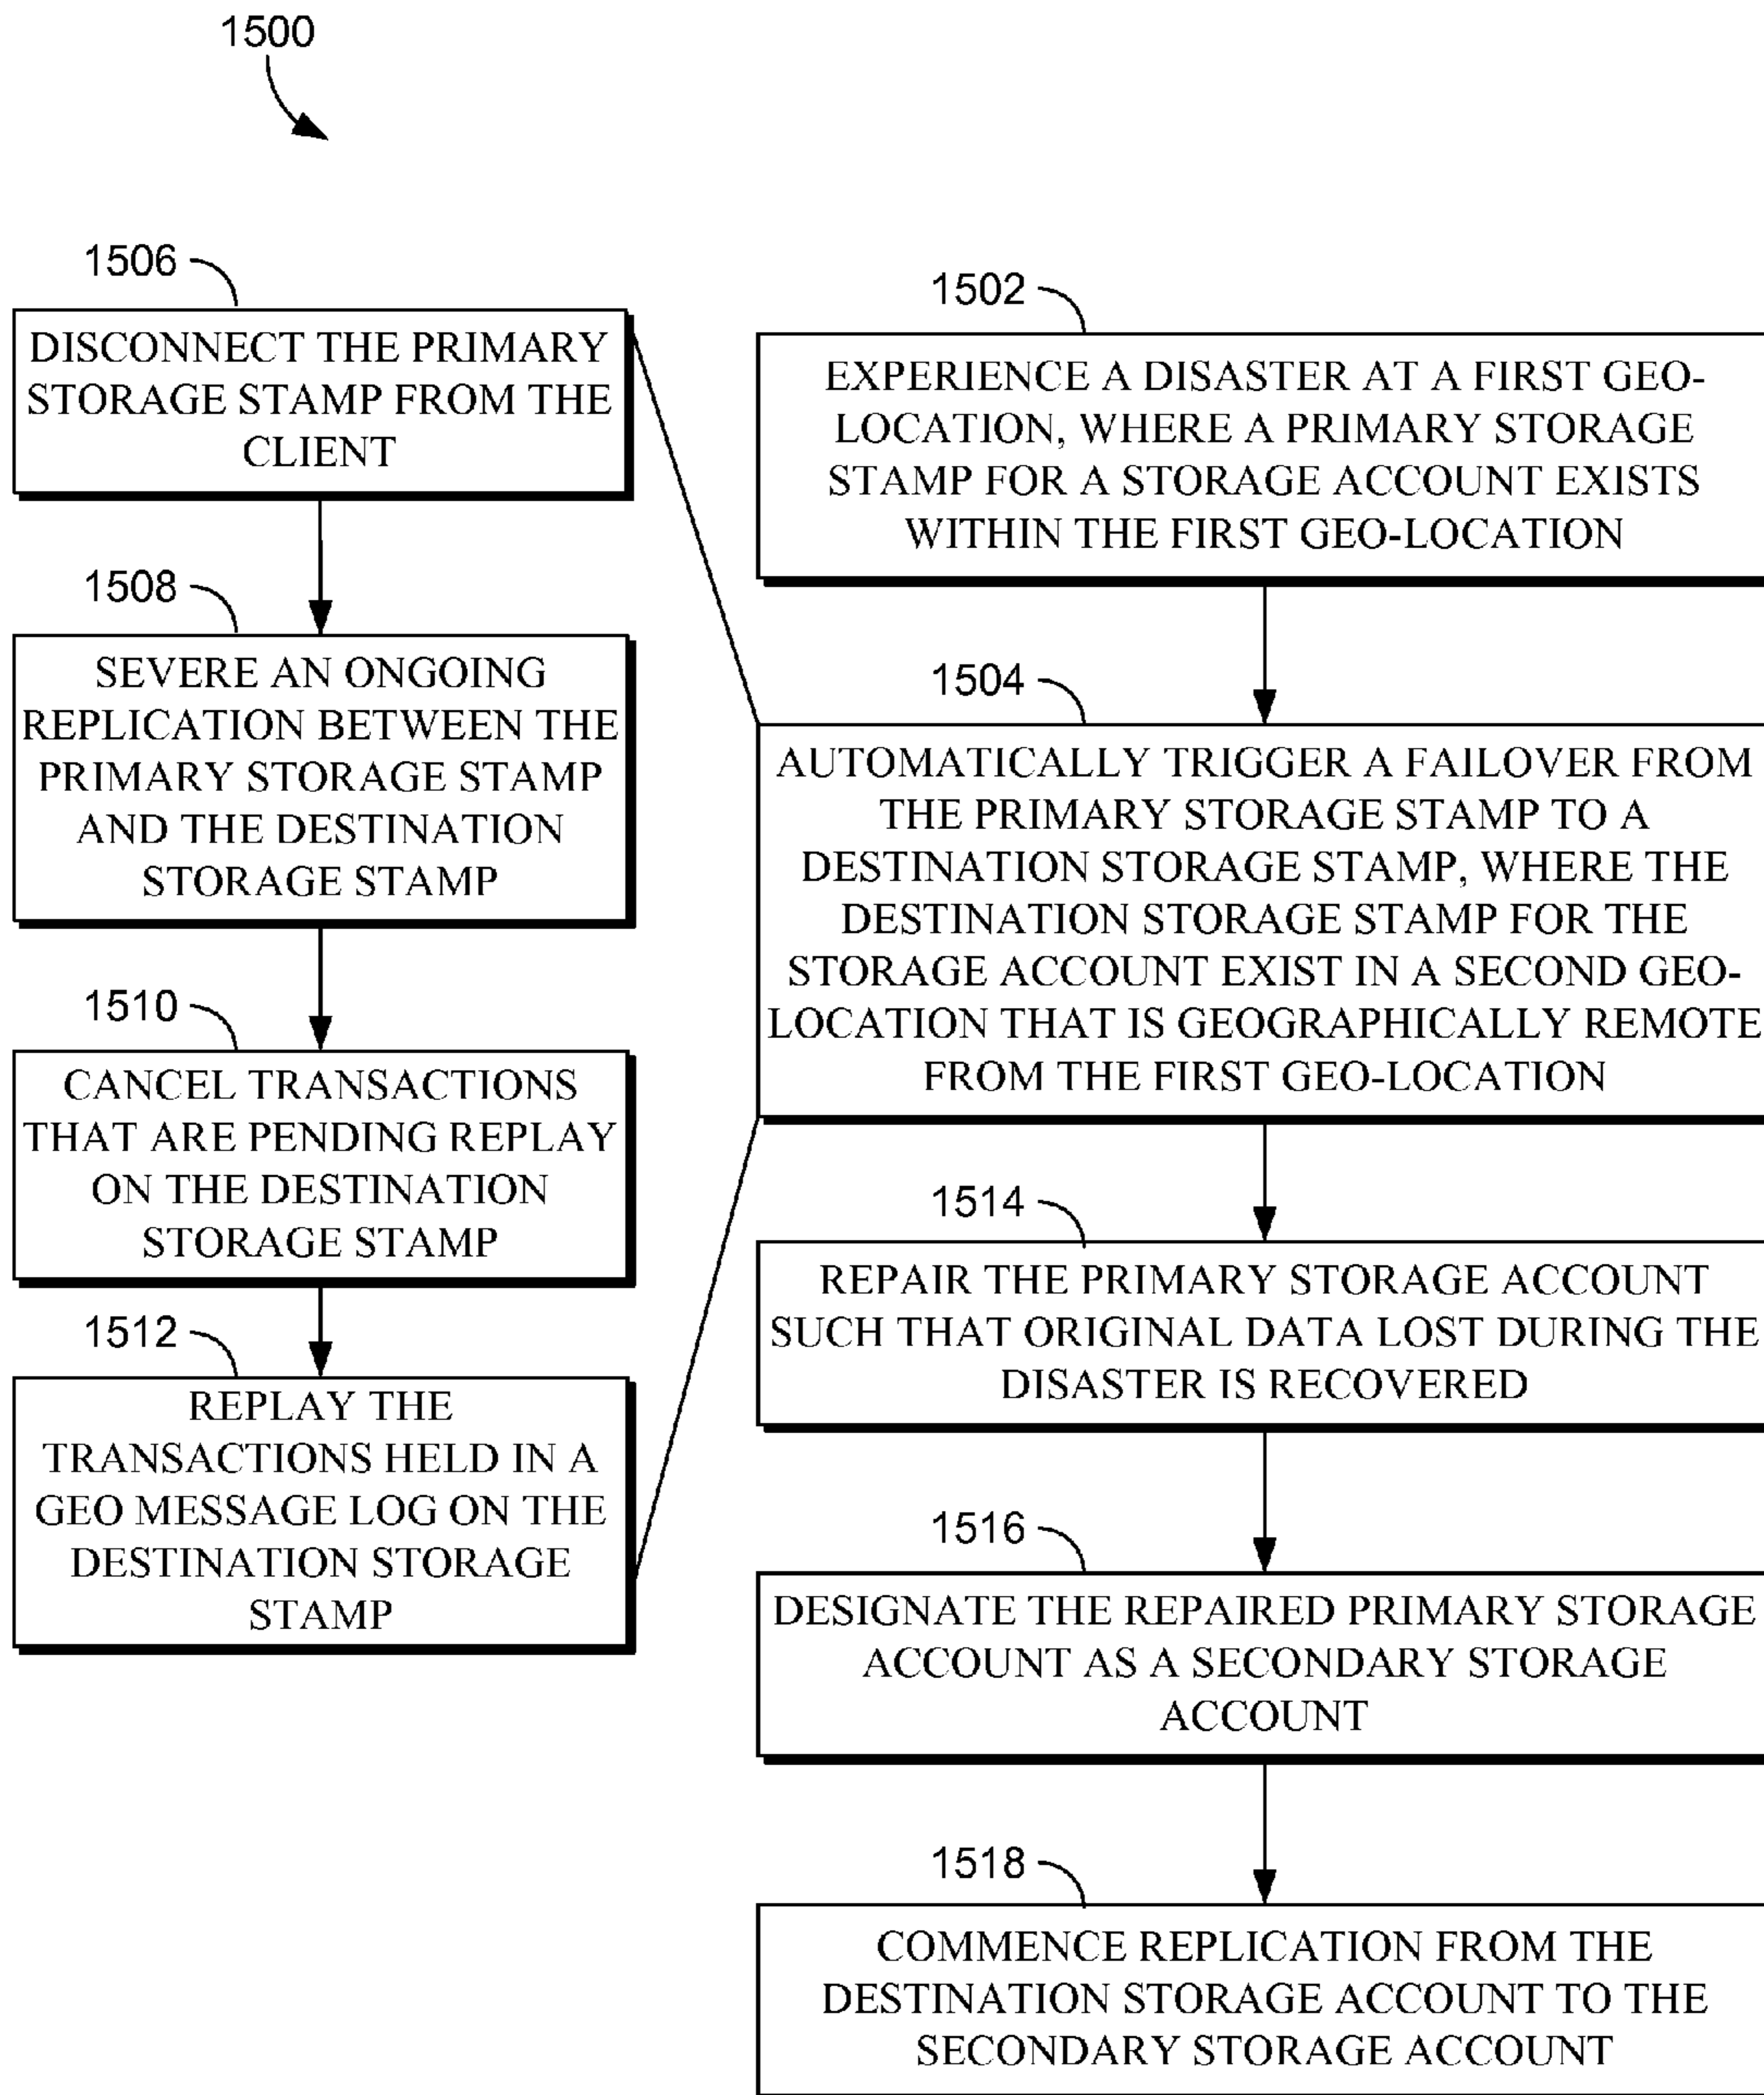 1500
1506
DISCONNECT THE PRIMARY
STORAGE STAMP FROM THE
CLIENT
1508
SEVERE AN ONGOING
REPLICATION BETWEEN THE
PRIMARY STORAGE STAMP
AND THE DESTINATION
STORAGE STAMP
1510
CANCEL TRANSACTIONS
THAT ARE PENDING REPLAY
ON THE DESTINATION
STORAGE STAMP
1512
REPLAY THE
TRANSACTIONS HELD IN A
GEO MESSAGE LOG ON THE
DESTINATION STORAGE
STAMP
1502
EXPERIENCE A DISASTER AT A FIRST GEO-
LOCATION, WHERE A PRIMARY STORAGE
STAMP FOR A STORAGE ACCOUNT EXISTS
WITHIN THE FIRST GEO-LOCATION
1504
AUTOMATICALLY TRIGGER A FAILOVER FROM
THE PRIMARY STORAGE STAMP TO A
DESTINATION STORAGE STAMP, WHERE THE
DESTINATION STORAGE STAMP FOR THE
STORAGE ACCOUNT EXIST IN A SECOND GEO-
LOCATION THAT IS GEOGRAPHICALLY REMOTE
FROM THE FIRST GEO-LOCATION
1514
REPAIR THE PRIMARY STORAGE ACCOUNT
SUCH THAT ORIGINAL DATA LOST DURING THE
DISASTER IS RECOVERED
1516
DESIGNATE THE REPAIRED PRIMARY STORAGE
ACCOUNT AS A SECONDARY STORAGE
ACCOUNT
1518
COMMENCE REPLICATION FROM THE
DESTINATION STORAGE ACCOUNT TO THE
SECONDARY STORAGE ACCOUNT